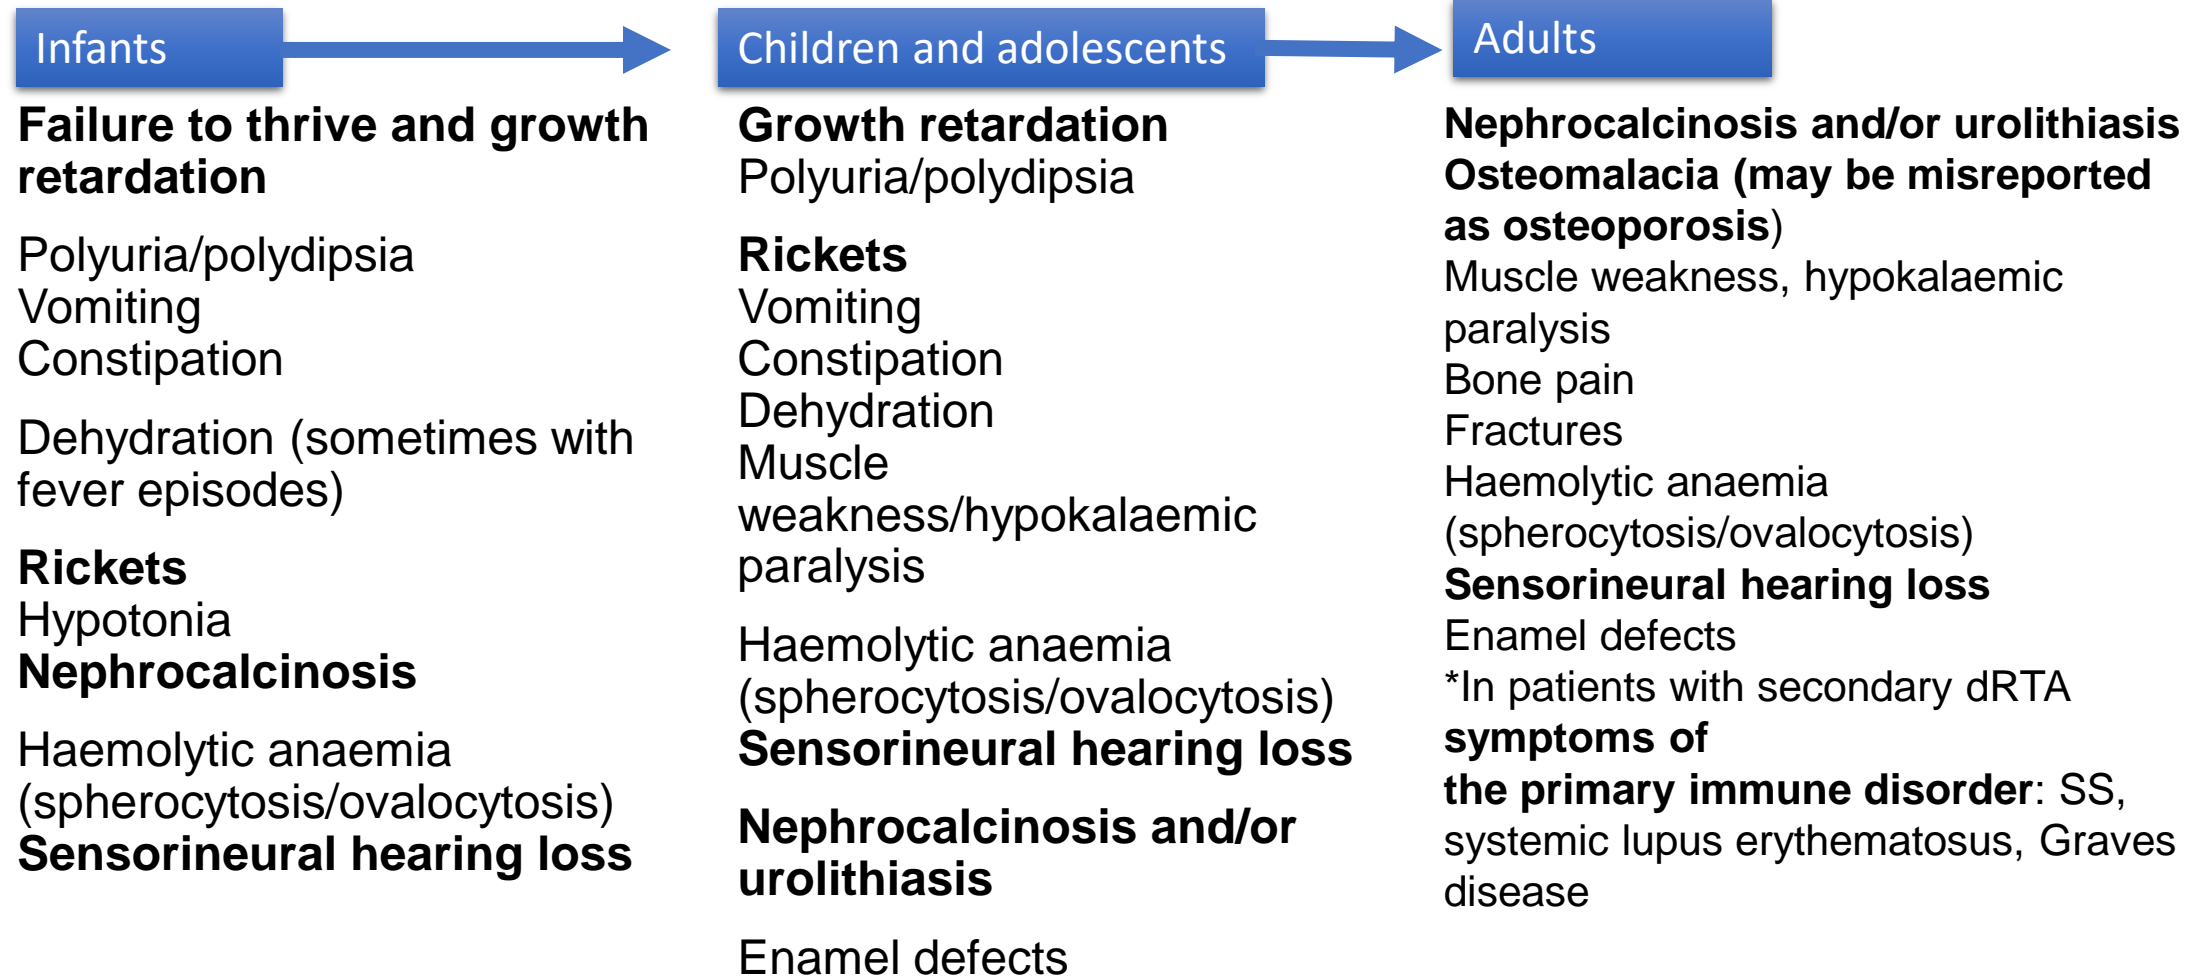 Infants
Failure to thrive and growth
retardation
Polyuria/polydipsia
Vomiting
Constipation
Dehydration (sometimes with
fever episodes)
Rickets
Hypotonia
Nephrocalcinosis
Haemolytic anaemia
(spherocytosis/ovalocytosis)
Sensorineural hearing loss
Children and adolescents
Growth retardation
Polyuria/polydipsia
Rickets
Vomiting
Constipation
Dehydration
Muscle
weakness/hypokalaemic
paralysis
Haemolytic anaemia
(spherocytosis/ovalocytosis)
Sensorineural hearing loss
Nephrocalcinosis and/or
urolithiasis
Enamel defects
Adults
Nephrocalcinosis and/or urolithiasis
Osteomalacia (may be misreported
as osteoporosis)
Muscle weakness, hypokalaemic
paralysis
Bone pain
Fractures
Haemolytic anaemia
(spherocytosis/ovalocytosis)
Sensorineural hearing loss
Enamel defects
*In patients with secondary dRTA
symptoms of
the primary immune disorder: SS,
systemic lupus erythematosus, Graves
disease